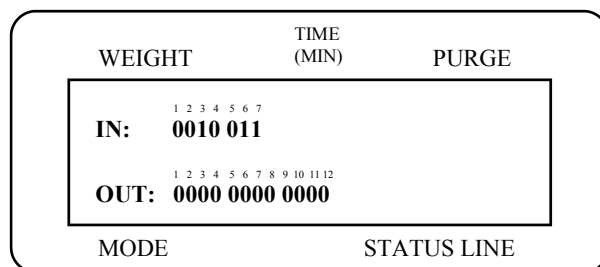 TIME
WEIGHT (MIN) PURGE
1 2 3 4 5 6 7
IN: 0010 011
1 2 3 4 5 6 7 8 9 10 11 12
OUT: 0000 0000 0000
MODE STATUS LINE